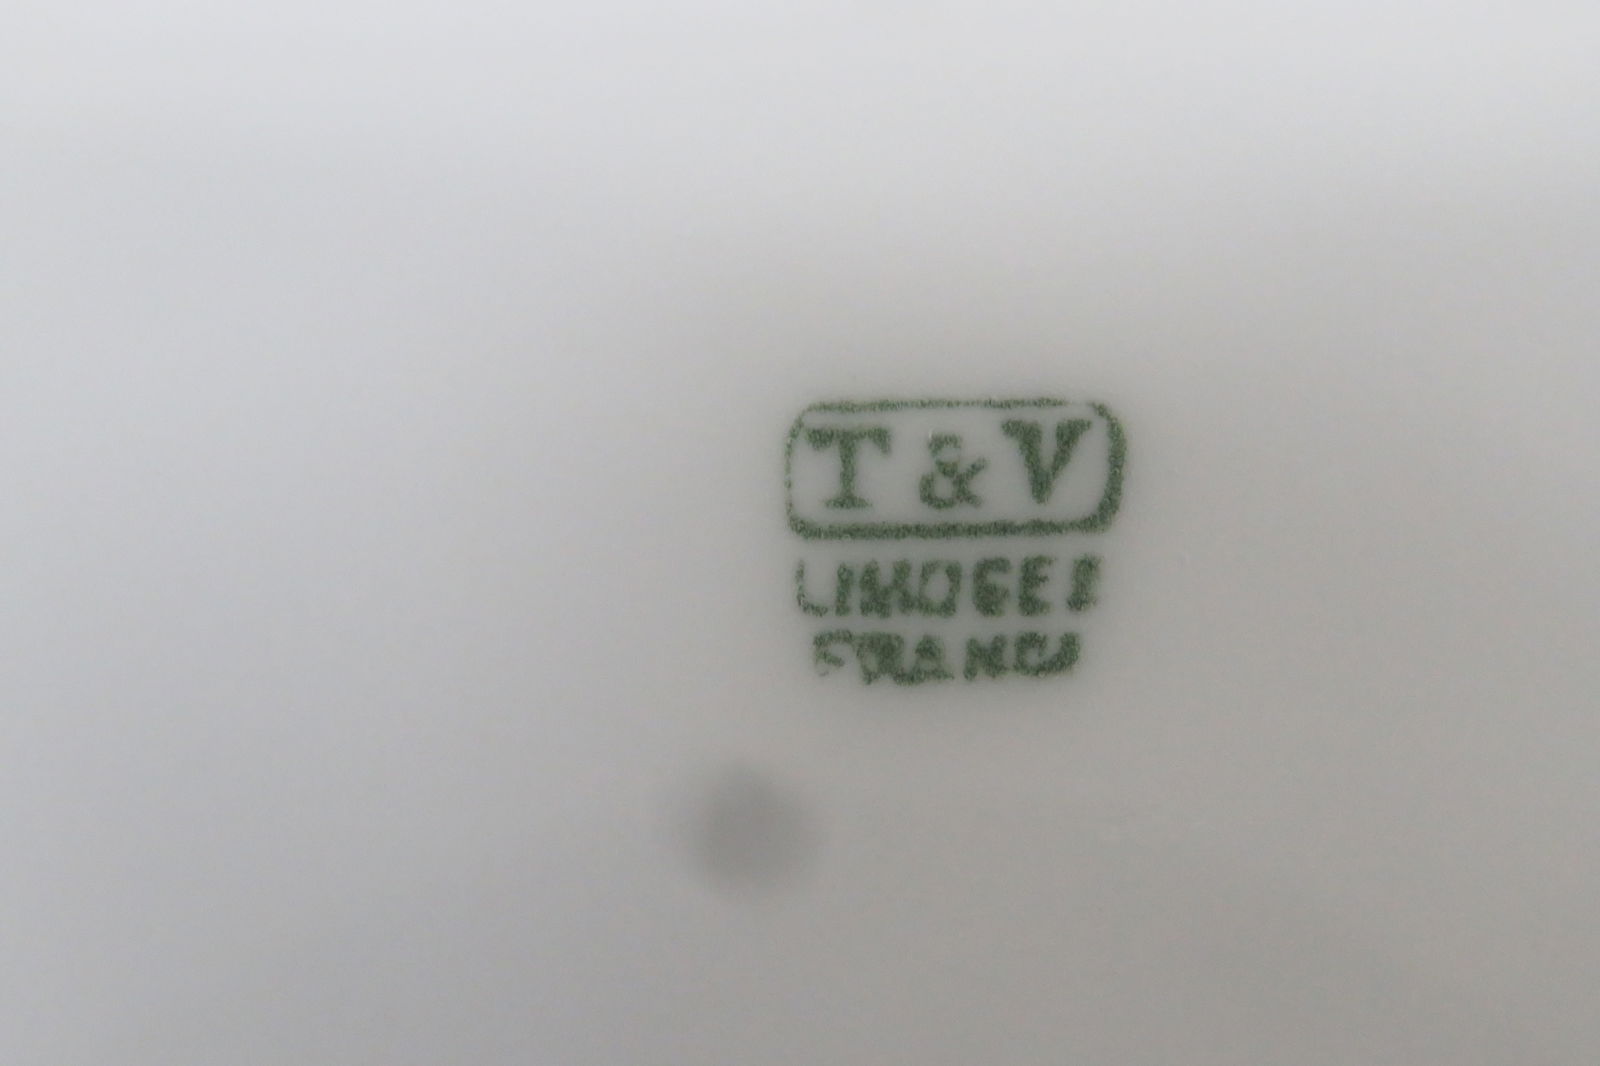 T & V
LIMOGES
FRANCE